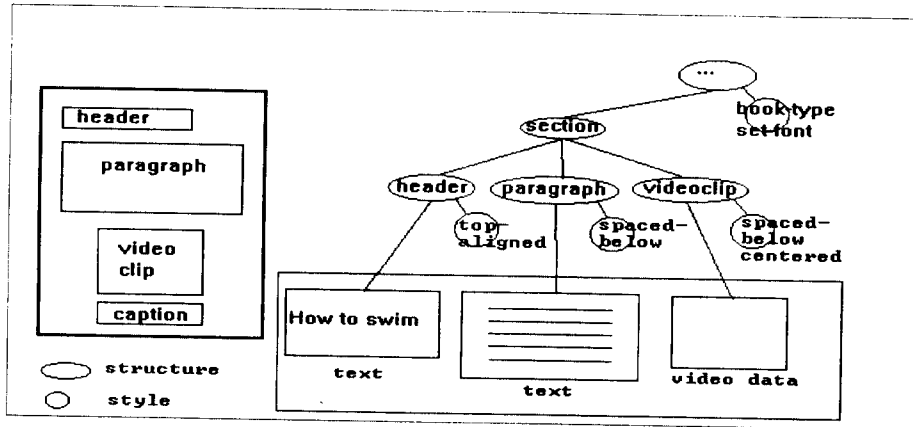 header
paragraph
video
clip
caption
structure
style
...
book-type
set-font
section
header
paragraph
videoclip
top-
aligned
spaced-
below
spaced-
below
centered
How to swim
text
text
video data